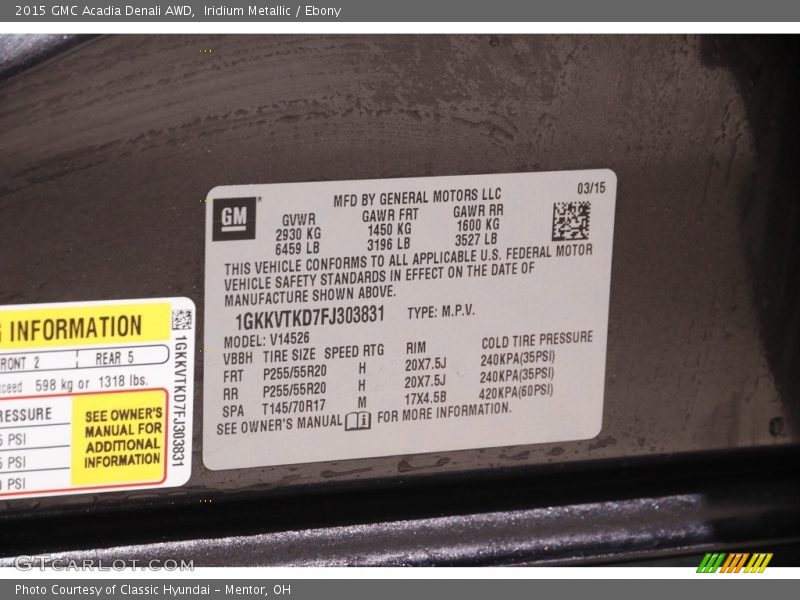 2015 GMC Acadia Denali AWD,  Iridium Metallic / Ebony
GM
MFD BY GENERAL MOTORS LLC
03/15
GVWR GAWR FRT GAWR RR
2930 KG 1450 KG 1600 KG
6459 LB 3196 LB 3527 LB
THIS VEHICLE CONFORMS TO ALL APPLICABLE U.S. FEDERAL MOTOR
VEHICLE SAFETY STANDARDS IN EFFECT ON THE DATE OF
MANUFACTURE SHOWN ABOVE.
1GKKVTKD7FJ303831 TYPE: M.P.V.
MODEL: V14526
VBBH TIRE SIZE SPEED RTG RIM COLD TIRE PRESSURE
FRT P255/55R20 H 20X7.5J 240KPA(35PSI)
RR P255/55R20 H 20X7.5J 240KPA(35PSI)
SPA T145/70R17 M 17X4.5B 420KPA(60PSI)
SEE OWNER'S MANUAL i FOR MORE INFORMATION.
INFORMATION
RONT 2 REAR 5
598 kg or 1318 lbs.
RESSURE
PSI
PSI
PSI
SEE OWNER'S
MANUAL FOR
ADDITIONAL
INFORMATION
1GKKVTKD7FJ303831
GTCARLOT.COM
Photo Courtesy of Classic Hyundai - Mentor, OH